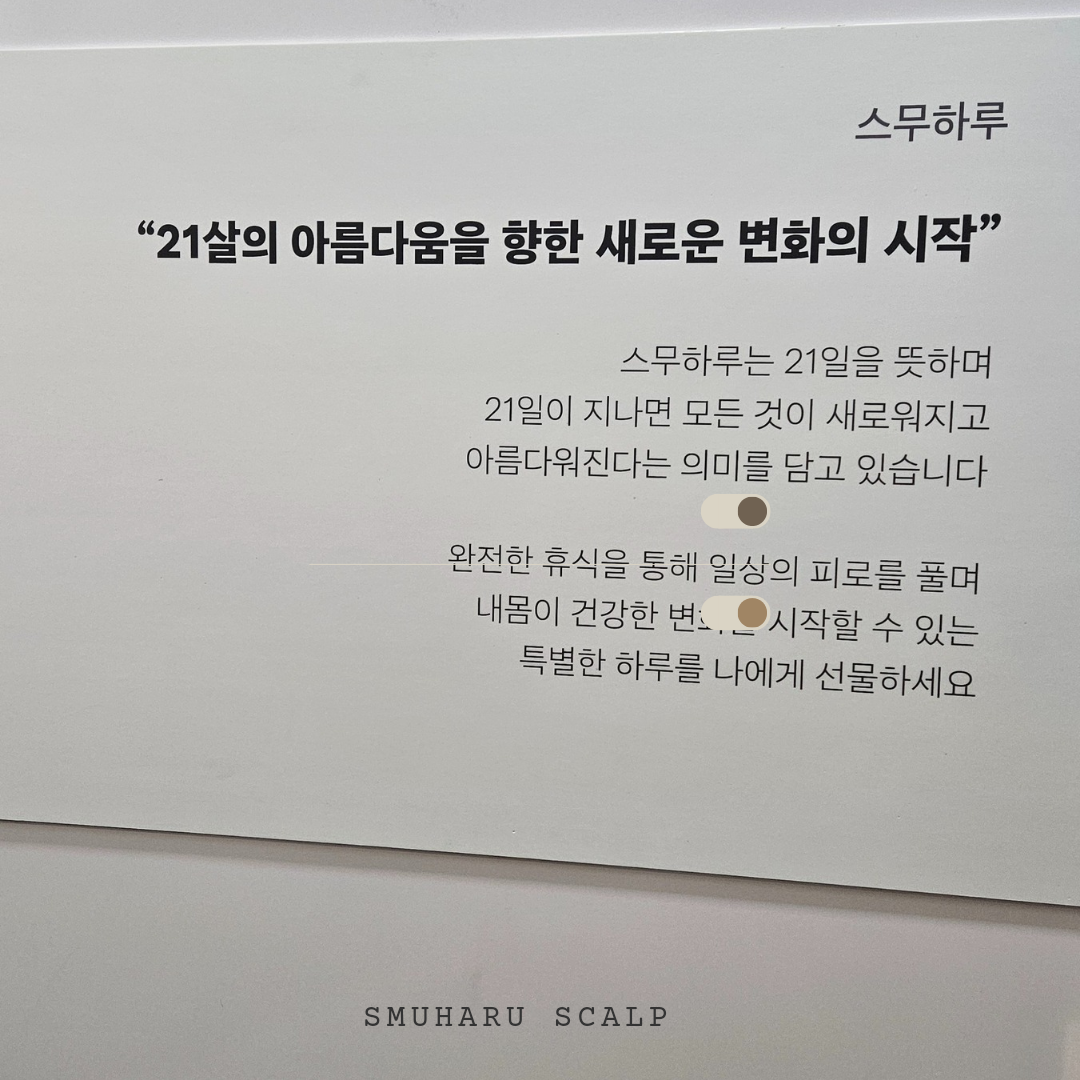 스무하루
“21살의 아름다움을 향한 새로운 변화의 시작”
스무하루는 21일을 뜻하며
21일이 지나면 모든 것이 새로워지고
아름다워진다는 의미를 담고 있습니다
완전한 휴식을 통해 일상의 피로를 풀며
내몸이 건강한 시작할 수 있는
특별한 하루를 나에게 선물하세요
SMUHARU SCALP